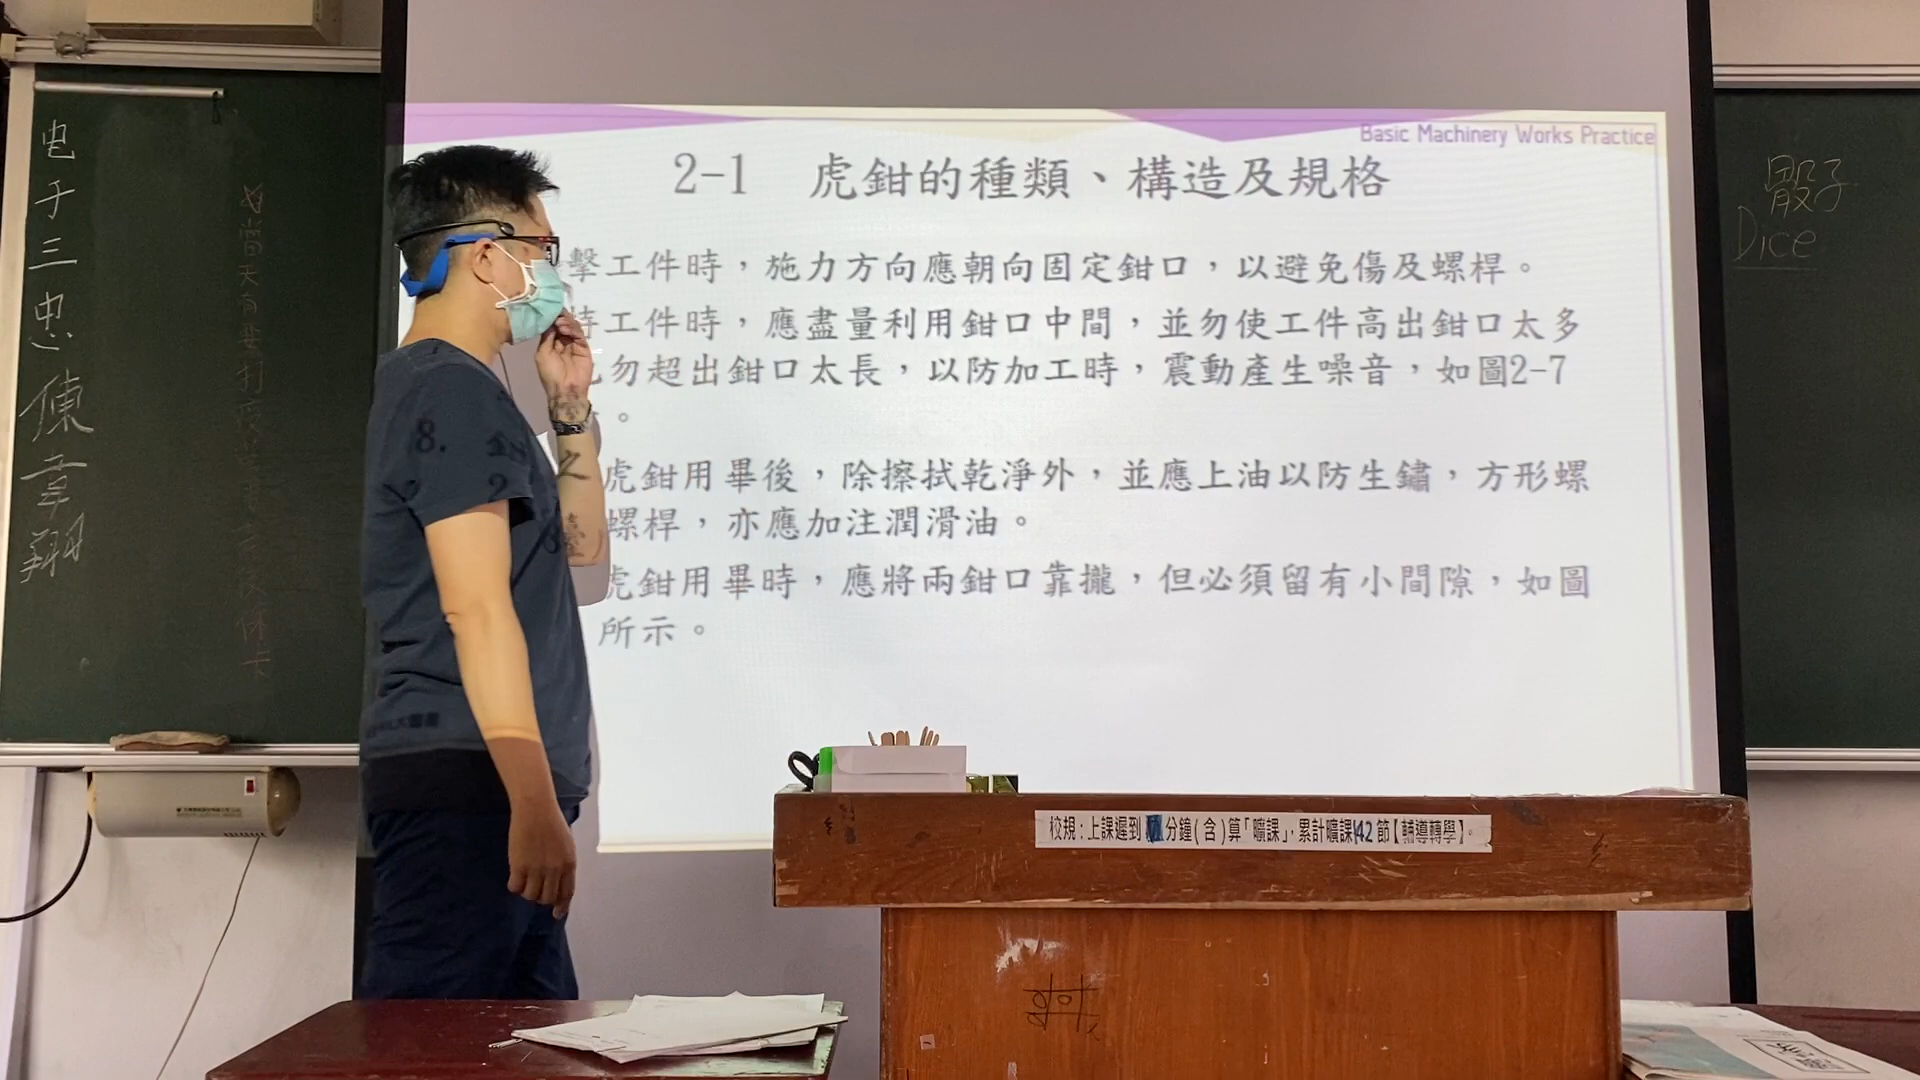 电子三忠 陳韋翔
Basic Machinery Works Practice
2-1 虎鉗的種類、構造及規格
擊工件時，施力方向應朝向固定鉗口，以避免傷及螺桿。
持工件時，應盡量利用鉗口中間，並勿使工件高出鉗口太多
勿超出鉗口太長，以防加工時，震動產生噪音，如圖2-7
。
8.
虎鉗用畢後，除擦拭乾淨外，並應上油以防生鏽，方形螺
螺桿，亦應加注潤滑油。
虎鉗用畢時，應將兩鉗口靠攏，但必須留有小間隙，如圖
所示。
骰子
Dice
校規：上課遲到 分鐘(含)算「曠課」，累計曠課42節【輔導轉學】。